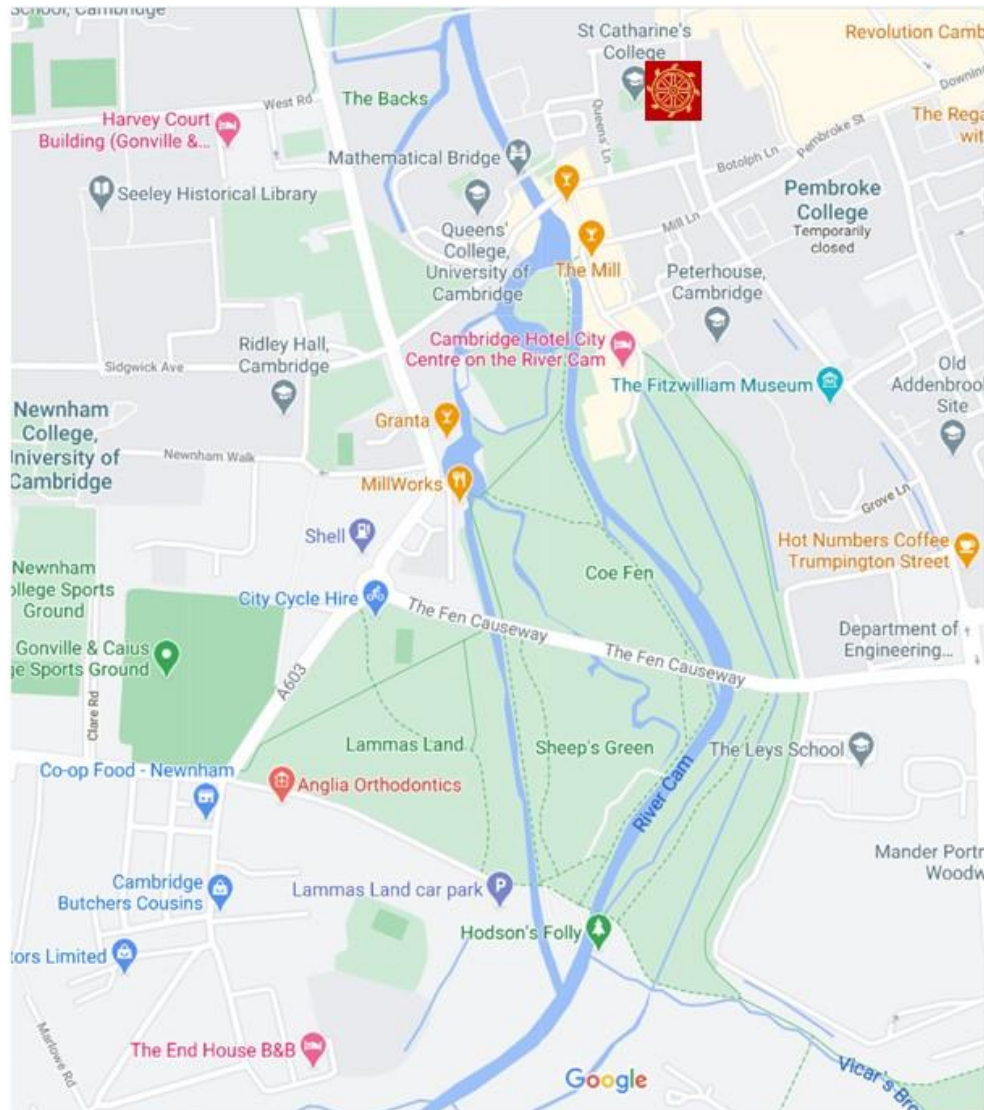 School, Cambridge
St Catharine's
College
Revolution Camb
Downing
West Rd
The Backs
Queens' Ln
Harvey Court
Building (Gonville &...
The Rega
wit
Pembroke St
Botolph Ln
Mathematical Bridge
Seeley Historical Library
Pembroke
College
Temporarily
closed
Mill Ln
Queens'
College,
University of
Cambridge
The Mill
Peterhouse,
Cambridge
Ridley Hall,
Cambridge
Cambridge Hotel City
Centre on the River Cam
Sidgwick Ave
The Fitzwilliam Museum
Old
Addenbrook
Site
Newnham
College,
University of
Cambridge
Granta
Newnham Walk
MillWorks
Grove Ln
Shell
Hot Numbers Coffee
Trumpington Street
Newnham
ollege Sports
Ground
Coe Fen
City Cycle Hire
The Fen Causeway
The Fen Causeway
Department of
Engineering...
Gonville & Caius
ge Sports Ground
A603
Clare Rd
Lammas Land
Sheep's Green
The Leys School
Co-op Food - Newnham
Anglia Orthodontics
River Cam
Mander Portm
Woodw
Cambridge
Butchers Cousins
Lammas Land car park
P
Hodson's Folly
tors Limited
Marlowe Rd
The End House B&B
Google
Vicar's Bro